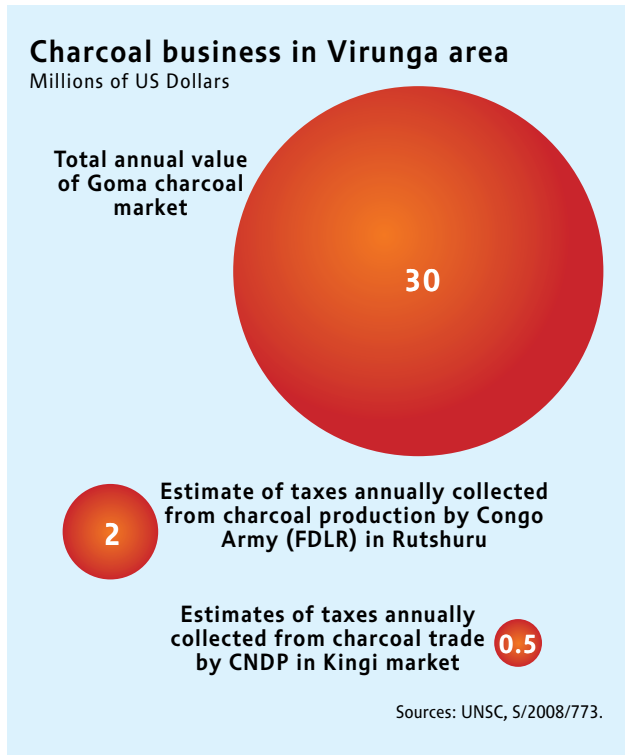 Charcoal business in Virunga area
Millions of US Dollars
Total annual value
of Goma charcoal
market
30
Estimate of taxes annually collected
from charcoal production by Congo
Army (FDLR) in Rutshuru
2
Estimates of taxes annually
collected from charcoal trade
by CNDP in Kingi market
0.5
Sources: UNSC, S/2008/773.